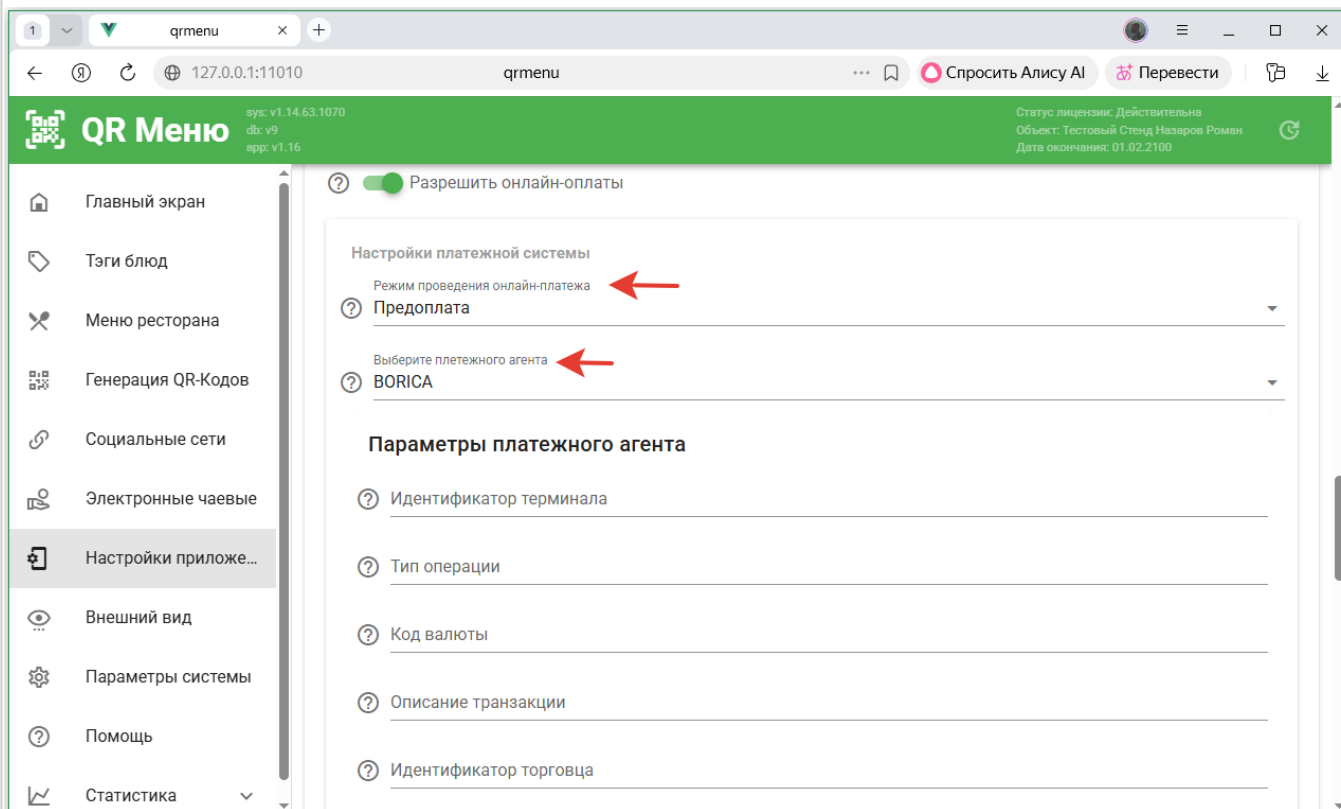 1
qrmenu
127.0.0.1:11010
qrmenu
Спросить Алису AI
Перевести
QR Меню
sys: v1.14.63.1070
db: v9
app: v1.16
Статус лицензии: Действительна
Объект: Тестовый Стенд Назаров Роман
Дата окончания: 01.02.2100
Главный экран
Тэги блюд
Меню ресторана
Генерация QR-Кодов
Социальные сети
Электронные чаевые
Настройки приложе...
Внешний вид
Параметры системы
Помощь
Статистика
Разрешить онлайн-оплаты
Настройки платежной системы
Режим проведения онлайн-платежа
Предоплата
Выберите плетежного агента
BORICA
Параметры платежного агента
Идентификатор терминала
Тип операции
Код валюты
Описание транзакции
Идентификатор торговца